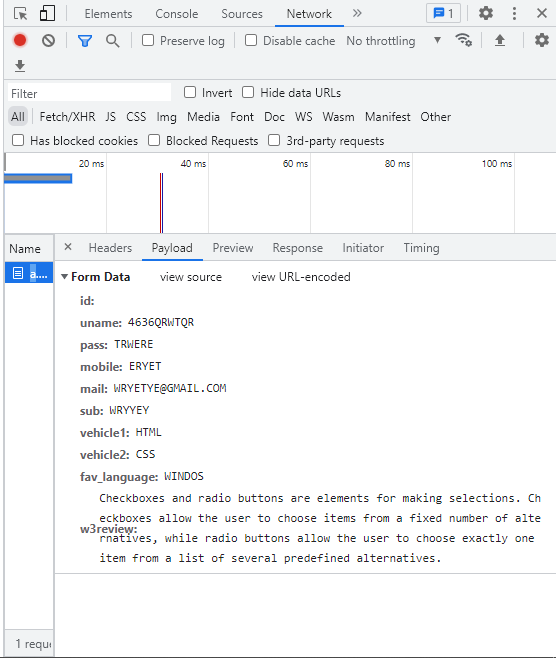 Elements Console Sources Network » 1
Preserve log Disable cache No throttling
Filter Invert Hide data URLs
All Fetch/XHR JS CSS Img Media Font Doc WS Wasm Manifest Other
Has blocked cookies Blocked Requests 3rd-party requests
20 ms 40 ms 60 ms 80 ms 100 ms
Name × Headers Payload Preview Response Initiator Timing
a....
Form Data view source view URL-encoded
id:
uname: 4636QRWTQR
pass: TRWERE
mobile: ERYET
mail: WRYETYE@GMAIL.COM
sub: WRYYEY
vehicle1: HTML
vehicle2: CSS
fav_language: WINDOS
w3review:
Checkboxes and radio buttons are elements for making selections. Ch
eckboxes allow the user to choose items from a fixed number of alte
rnatives, while radio buttons allow the user to choose exactly one
item from a list of several predefined alternatives.
1 reque